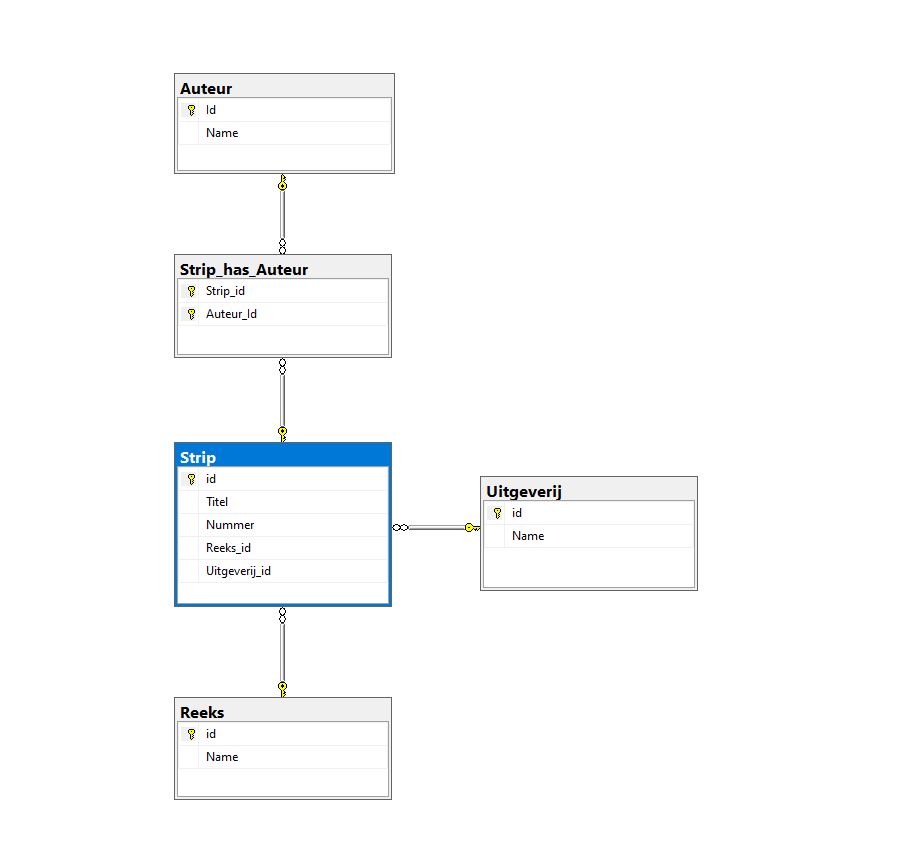 Auteur
Id
Name
Strip_has_Auteur
Strip_id
Auteur_Id
Strip
id
Titel
Nummer
Reeks_id
Uitgeverij_id
Uitgeverij
id
Name
Reeks
id
Name